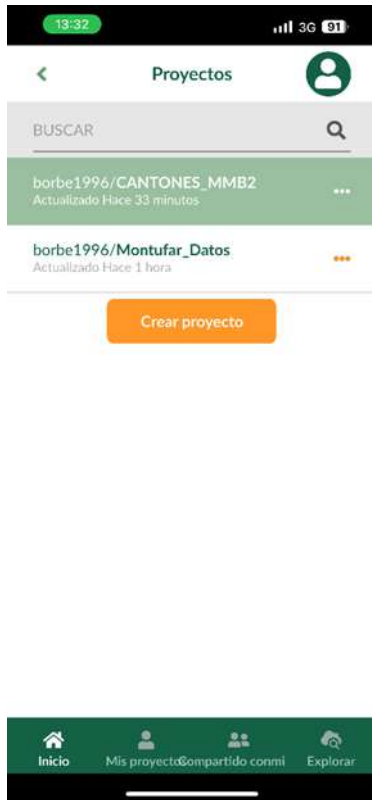 13:32
3G 91
Proyectos
BUSCAR
borbe1996/CANTONES_MMB2
Actualizado Hace 33 minutos
borbe1996/Montufar_Datos
Actualizado Hace 1 hora
Crear proyecto
Inicio Mis proyectos Compartido conmi Explorar